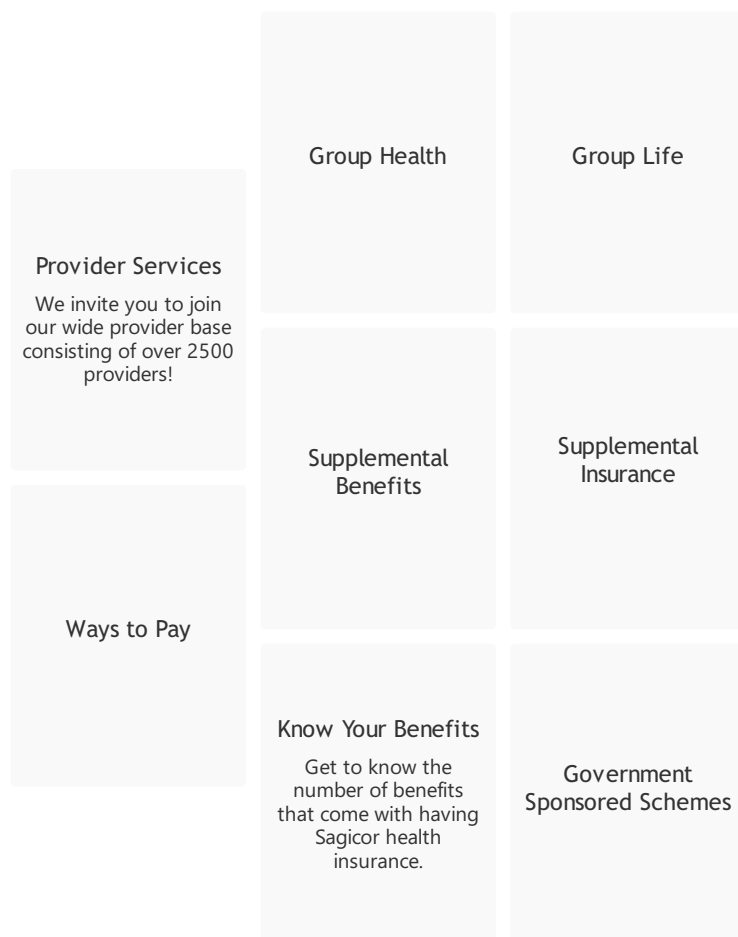 Provider Services
We invite you to join
our wide provider base
consisting of over 2500
providers!
Ways to Pay
Group Health
Supplemental
Benefits
Know Your Benefits
Get to know the
number of benefits
that come with having
Sagicor health
insurance.
Group Life
Supplemental
Insurance
Government
Sponsored Schemes